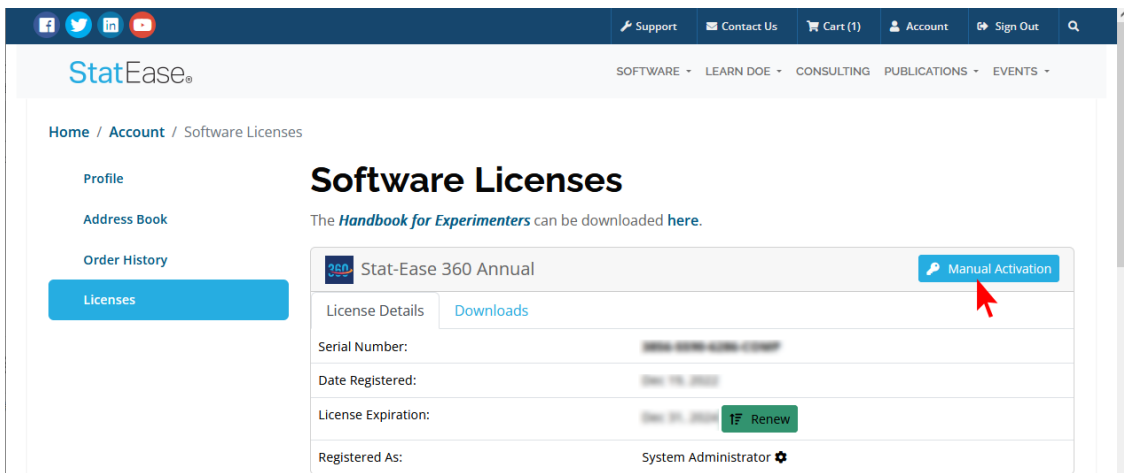 Support Contact Us Cart (1) Account Sign Out
StatEase®
SOFTWARE LEARN DOE CONSULTING PUBLICATIONS EVENTS
Home / Account / Software Licenses
Profile
Address Book
Order History
Licenses
Software Licenses
The Handbook for Experimenters can be downloaded here.
360 Stat-Ease 360 Annual
Manual Activation
License Details Downloads
Serial Number:
Date Registered:
License Expiration: Renew
Registered As: System Administrator